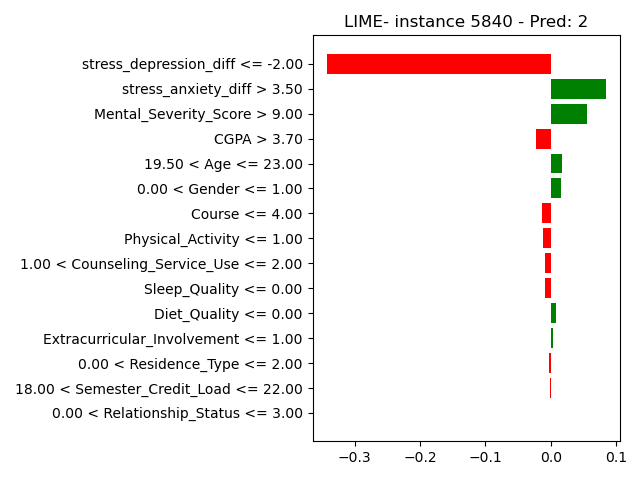 LIME- instance 5840 - Pred: 2
stress_depression_diff <= -2.00
stress_anxiety_diff > 3.50
Mental_Severity_Score > 9.00
CGPA > 3.70
19.50 < Age <= 23.00
0.00 < Gender <= 1.00
Course <= 4.00
Physical_Activity <= 1.00
1.00 < Counseling_Service_Use <= 2.00
Sleep_Quality <= 0.00
Diet_Quality <= 0.00
Extracurricular_Involvement <= 1.00
0.00 < Residence_Type <= 2.00
18.00 < Semester_Credit_Load <= 22.00
0.00 < Relationship_Status <= 3.00
−0.3 −0.2 −0.1 0.0 0.1